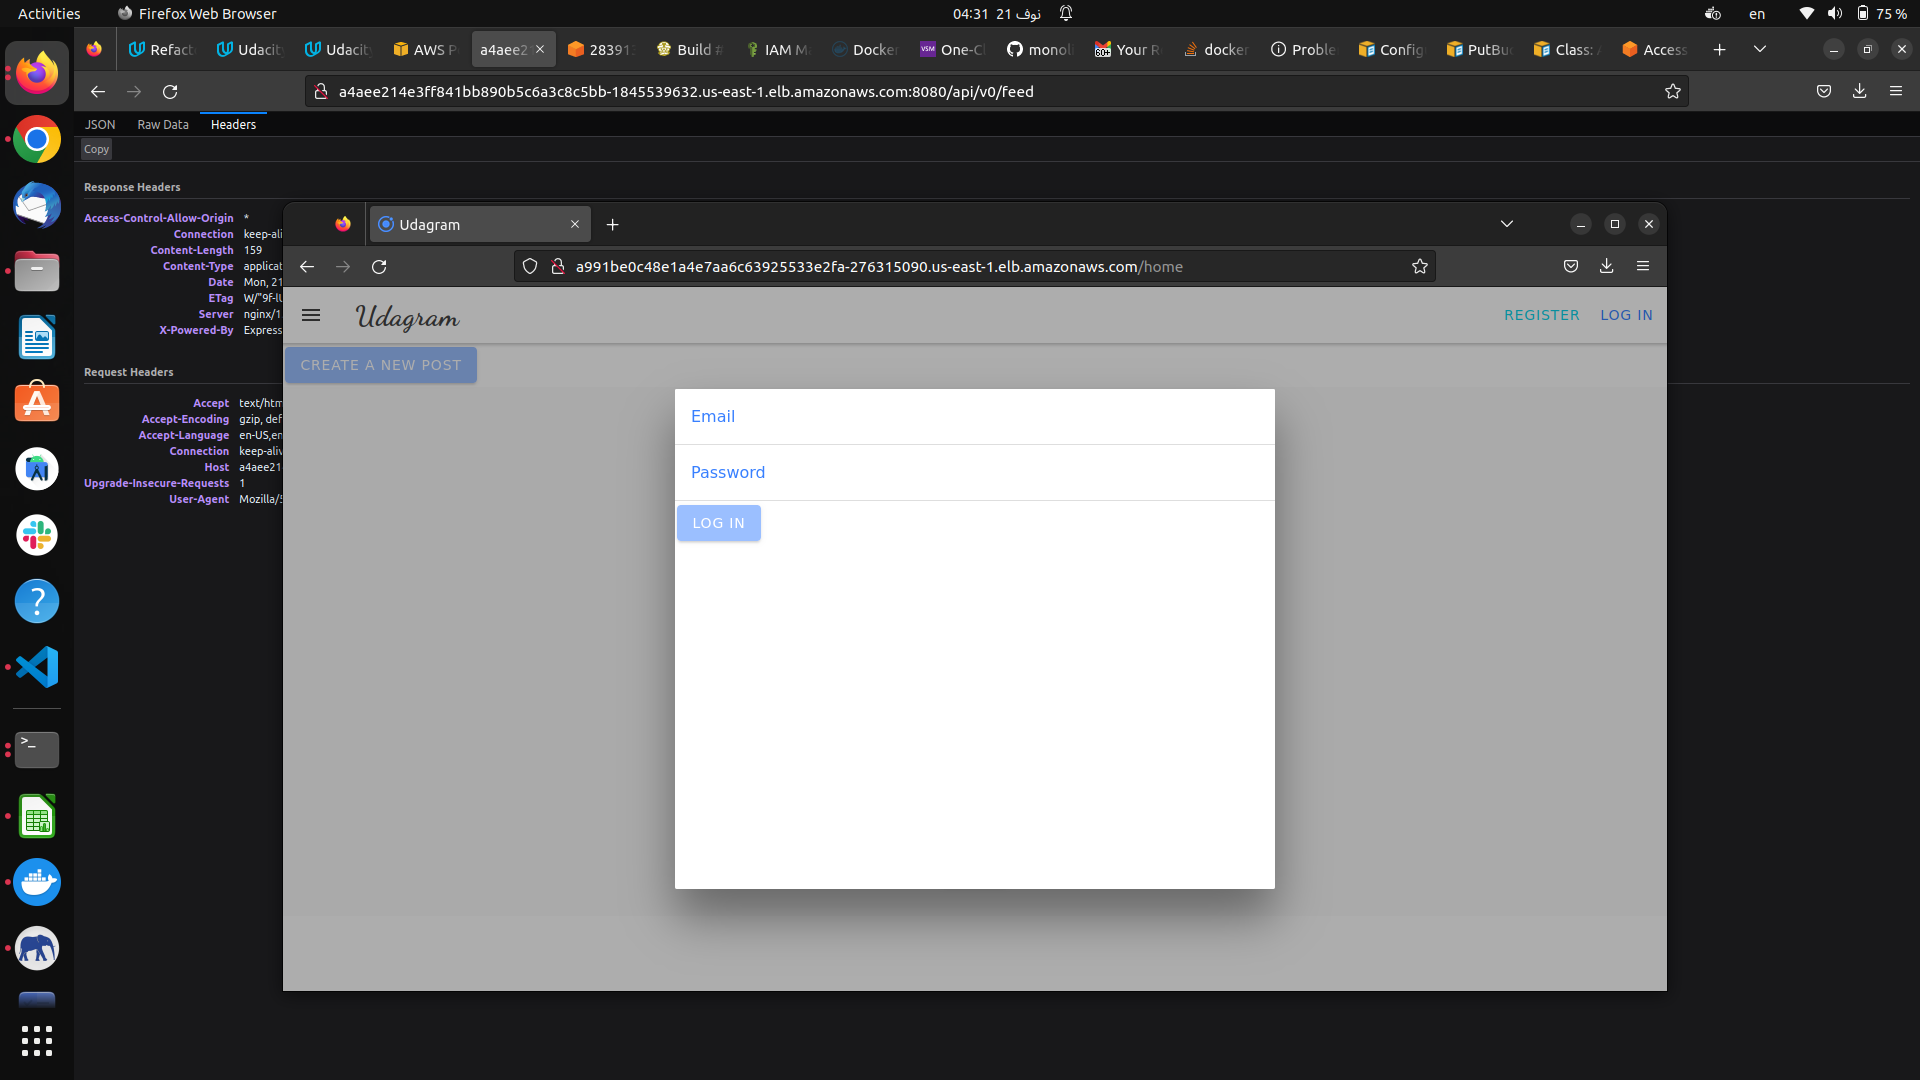 Activities
Firefox Web Browser
04:31 21 نوف
en
75 %
Refact
Udacity
Udacity
AWS P
a4aee2
28391
Build #
IAM M
Docker
One-Cl
monol
Your R
docker
Proble
Config
PutBu
Class:
Access
a4aee214e3ff841bb890b5c6a3c8c5bb-1845539632.us-east-1.elb.amazonaws.com:8080/api/v0/feed
JSON
Raw Data
Headers
Copy
Response Headers
Access-Control-Allow-Origin *
Connection keep-ali
Content-Length 159
Content-Type applicat
Date Mon, 21
ETag
Server nginx/1
X-Powered-By Express
Request Headers
Accept text/htm
Accept-Encoding gzip, def
Accept-Language en-US,en
Connection keep-aliv
Host a4aee21
Upgrade-Insecure-Requests 1
User-Agent Mozilla/5
Udagram
a991be0c48e1a4e7aa6c63925533e2fa-276315090.us-east-1.elb.amazonaws.com/home
Udagram
REGISTER
LOG IN
CREATE A NEW POST
Email
Password
LOG IN